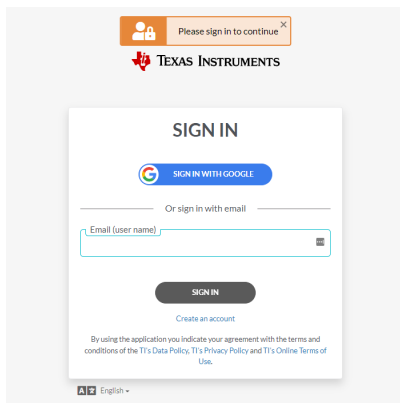 Please sign in to continue ×
TEXAS INSTRUMENTS
SIGN IN
G SIGN IN WITH GOOGLE
Or sign in with email
Email (user name)
SIGN IN
Create an account
By using the application you indicate your agreement with the terms and
conditions of the TI's Data Policy, TI's Privacy Policy and TI's Online Terms of
Use.
English